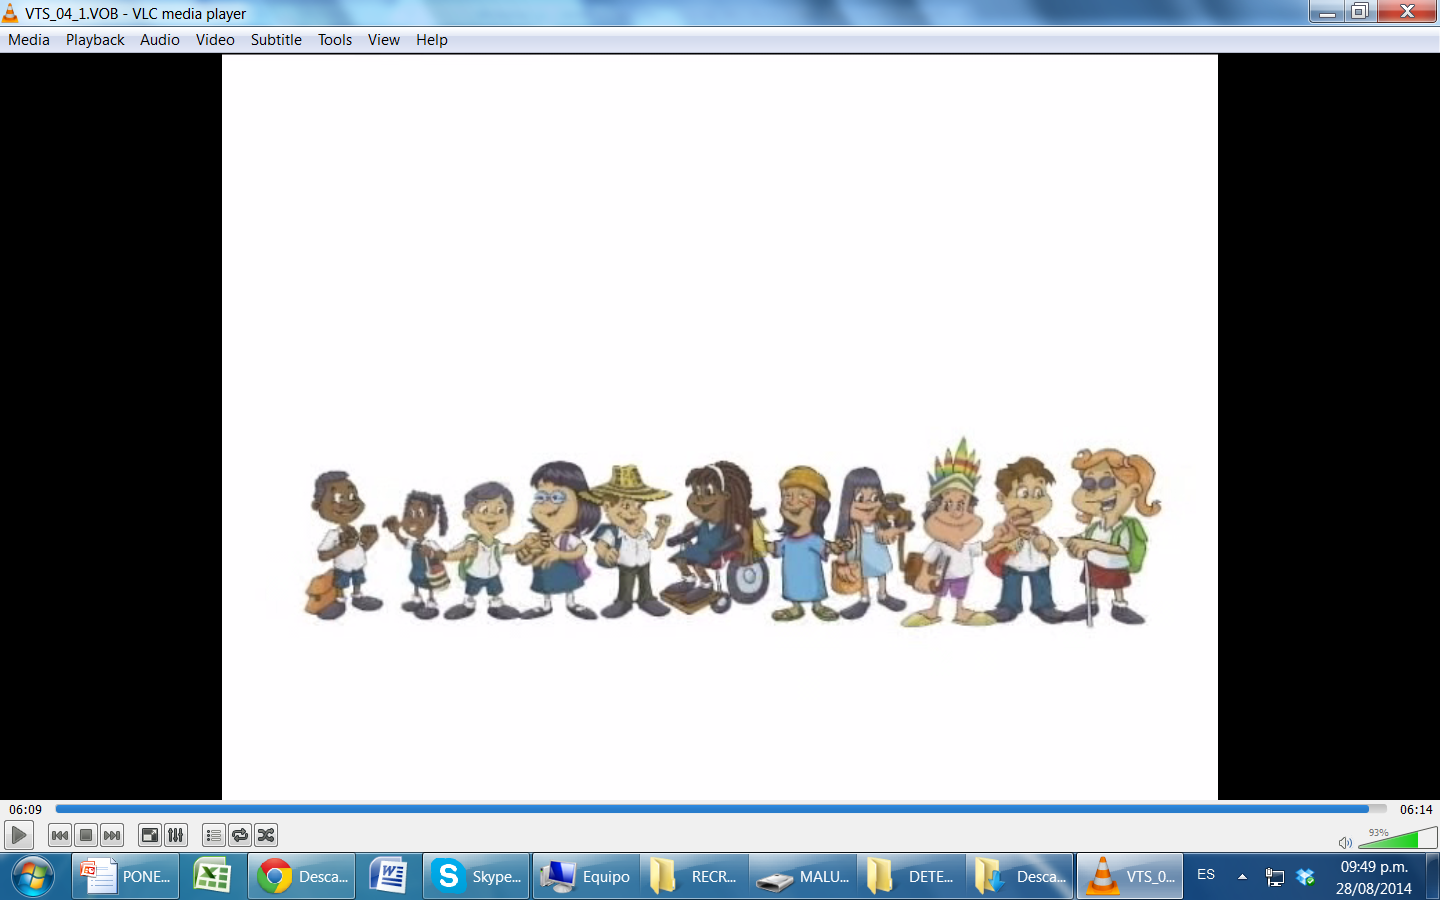 VTS_04_1.VOB - VLC media player
Media Playback Audio Video Subtitle Tools View Help
06:09
06:14
93%
PONE...
Desca...
Skype...
Equipo
RECR...
MALU...
DETE...
Desca...
VTS_0...
ES
09:49 p.m.
28/08/2014